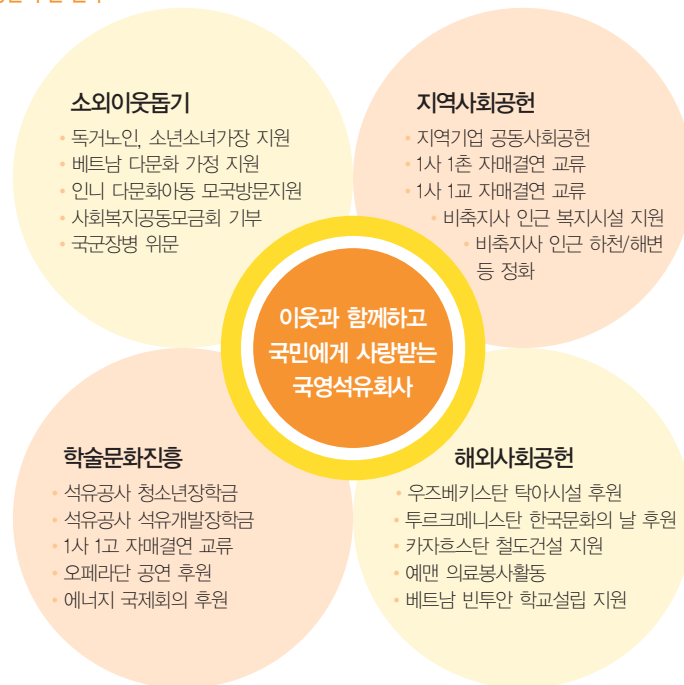 소외이웃돕기
• 독거노인, 소년소녀가장 지원
• 베트남 다문화 가정 지원
• 인니 다문화아동 모국방문지원
• 사회복지공동모금회 기부
• 국군장병 위문
지역사회공헌
• 지역기업 공동사회공헌
• 1사 1촌 자매결연 교류
• 1사 1교 자매결연 교류
• 비축지사 인근 복지시설 지원
• 비축지사 인근 하천/해변
등 정화
이웃과 함께하고
국민에게 사랑받는
국영석유회사
학술문화진흥
• 석유공사 청소년장학금
• 석유공사 석유개발장학금
• 1사 1고 자매결연 교류
• 오페라단 공연 후원
• 에너지 국제회의 후원
해외사회공헌
• 우즈베키스탄 탁아시설 후원
• 투르크메니스탄 한국문화의 날 후원
• 카자흐스탄 철도건설 지원
• 예맨 의료봉사활동
• 베트남 빈투안 학교설립 지원